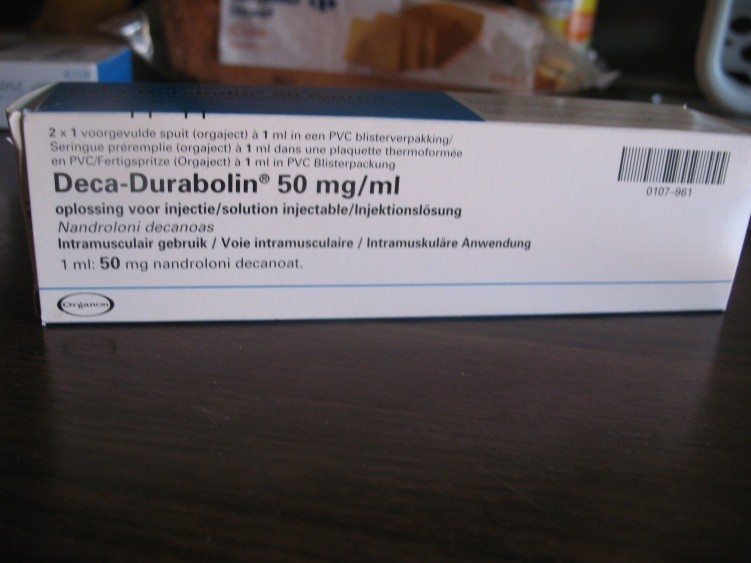 2 x 1 voorgevulde spuit (orgaject) à 1 ml in een PVC blisterverpakking/
Seringue préremplie (orgaject) à 1 ml dans une plaquette thermoformée
en PVC/Fertigspritze (Orgaject) à 1 ml in PVC Blisterpackung
Deca-Durabolin® 50 mg/ml
oplossing voor injectie/solution injectable/Injektionslösung
Nandroloni decanoas
Intramusculair gebruik / Voie intramusculaire / Intramuskuläre Anwendung
1 ml: 50 mg nandroloni decanoat.
0107-961
Organon